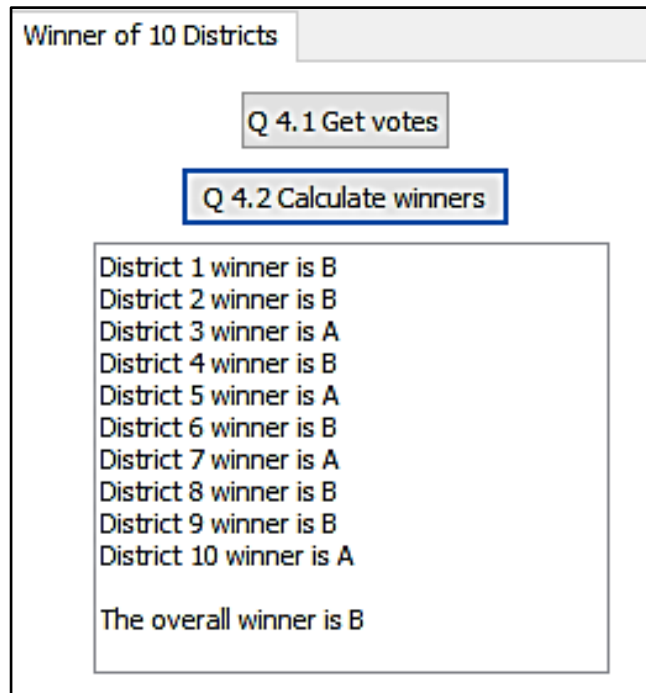 Winner of 10 Districts
Q 4.1 Get votes
Q 4.2 Calculate winners
District 1 winner is B
District 2 winner is B
District 3 winner is A
District 4 winner is B
District 5 winner is A
District 6 winner is B
District 7 winner is A
District 8 winner is B
District 9 winner is B
District 10 winner is A
The overall winner is B